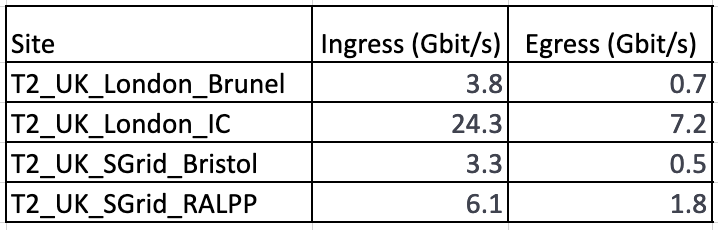 Site Ingress (Gbit/s) Egress (Gbit/s)
T2_UK_London_Brunel 3.8 0.7
T2_UK_London_IC 24.3 7.2
T2_UK_SGrid_Bristol 3.3 0.5
T2_UK_SGrid_RALPP 6.1 1.8